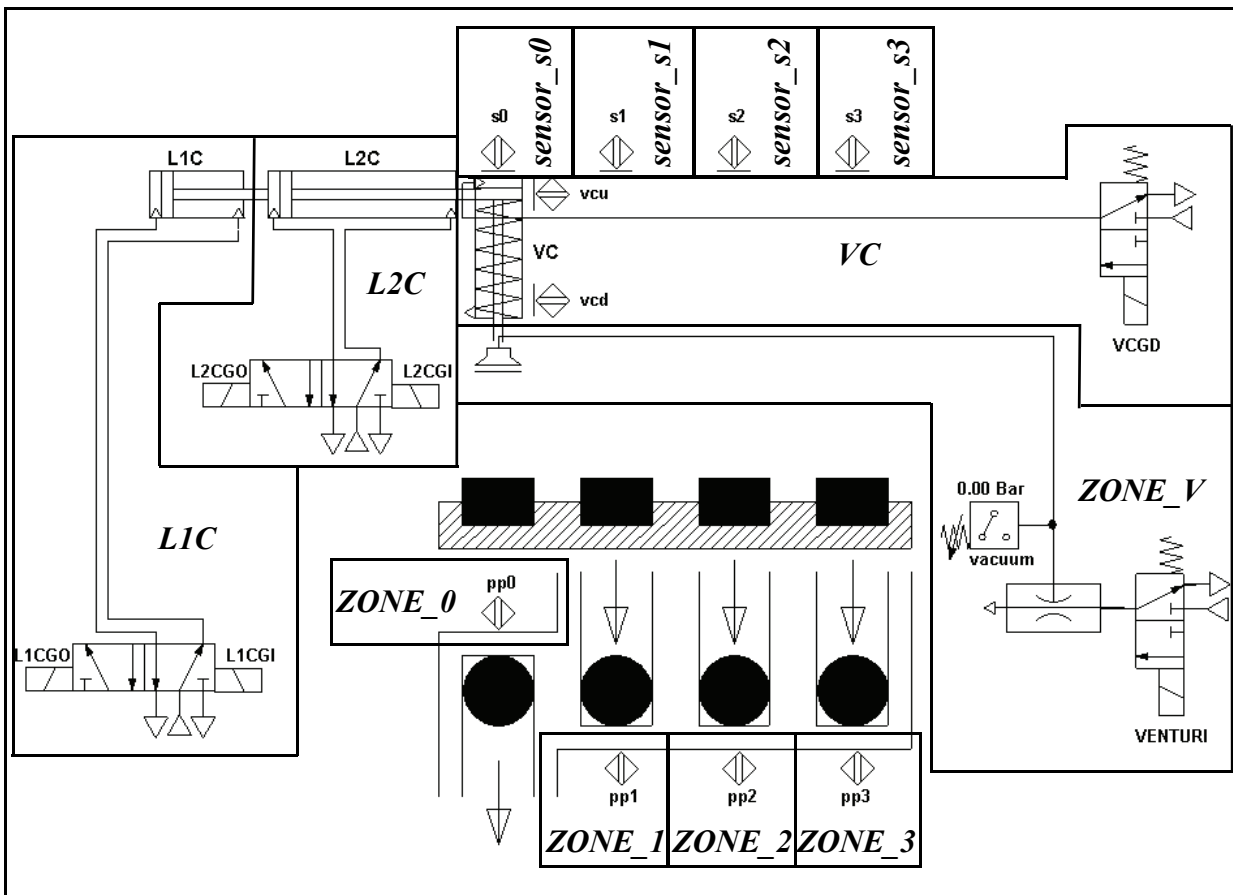 sensor_s0
sensor_s1
sensor_s2
sensor_s3
s0
s1
s2
s3
L1C
L2C
vcu
VC
VC
L2C
vcd
VCGD
L2CGO
L2CGI
0.00 Bar
ZONE_V
L1C
vacuum
ZONE_0
pp0
L1CGO
L1CGI
VENTURI
pp1
pp2
pp3
ZONE_1
ZONE_2
ZONE_3